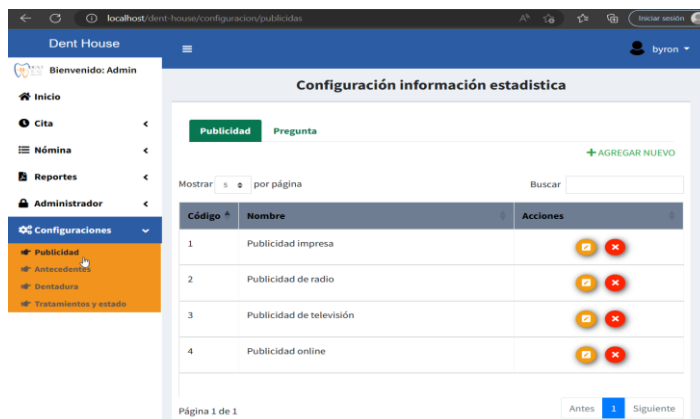 localhost/dent-house/configuracion/publicidas
Iniciar sesión
Dent House
byron
Bienvenido: Admin
Inicio
Cita
Nómina
Reportes
Administrador
Configuraciones
Publicidad
Antecedentes
Dentadura
Tratamientos y estado
Configuración información estadistica
Publicidad Pregunta
AGREGAR NUEVO
Mostrar 5 por página Buscar
Código Nombre Acciones
1 Publicidad impresa
2 Publicidad de radio
3 Publicidad de televisión
4 Publicidad online
Página 1 de 1 Antes 1 Siguiente